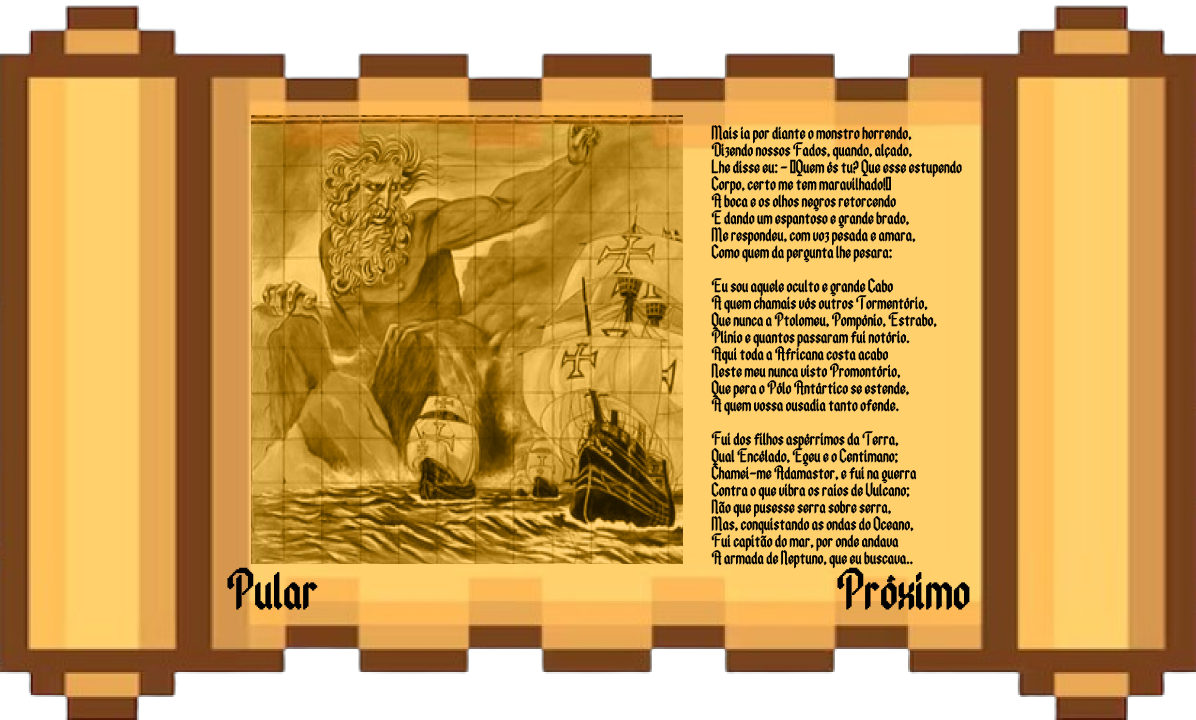 Mais ia por diante o monstro horrendo,
Dizendo nossos Fados, quando, alçado,
Lhe disse eu: – ▯Quem és tu? Que esse estupendo
Corpo, certo me tem maravilhado!▯
A boca e os olhos negros retorcendo
E dando um espantoso e grande brado,
Me respondeu, com voz pesada e amara,
Como quem da pergunta lhe pesara:
Eu sou aquele oculto e grande Cabo
A quem chamais vós outros Tormentório,
Que nunca a Ptolomeu, Pompónio, Estrabo,
Plínio e quantos passaram fui notório.
Aqui toda a Africana costa acabo
Neste meu nunca visto Promontório,
Que pera o Pólo Antártico se estende,
A quem vossa ousadia tanto ofende.
Fui dos filhos aspérrimos da Terra,
Qual Encélado, Egeu e o Centimano;
Chamei-me Adamastor, e fui na guerra
Contra o que vibra os raios de Vulcano;
Não que pusesse serra sobre serra,
Mas, conquistando as ondas do Oceano,
Fui capitão do mar, por onde andava
A armada de Neptuno, que eu buscava..
Pular
Próximo